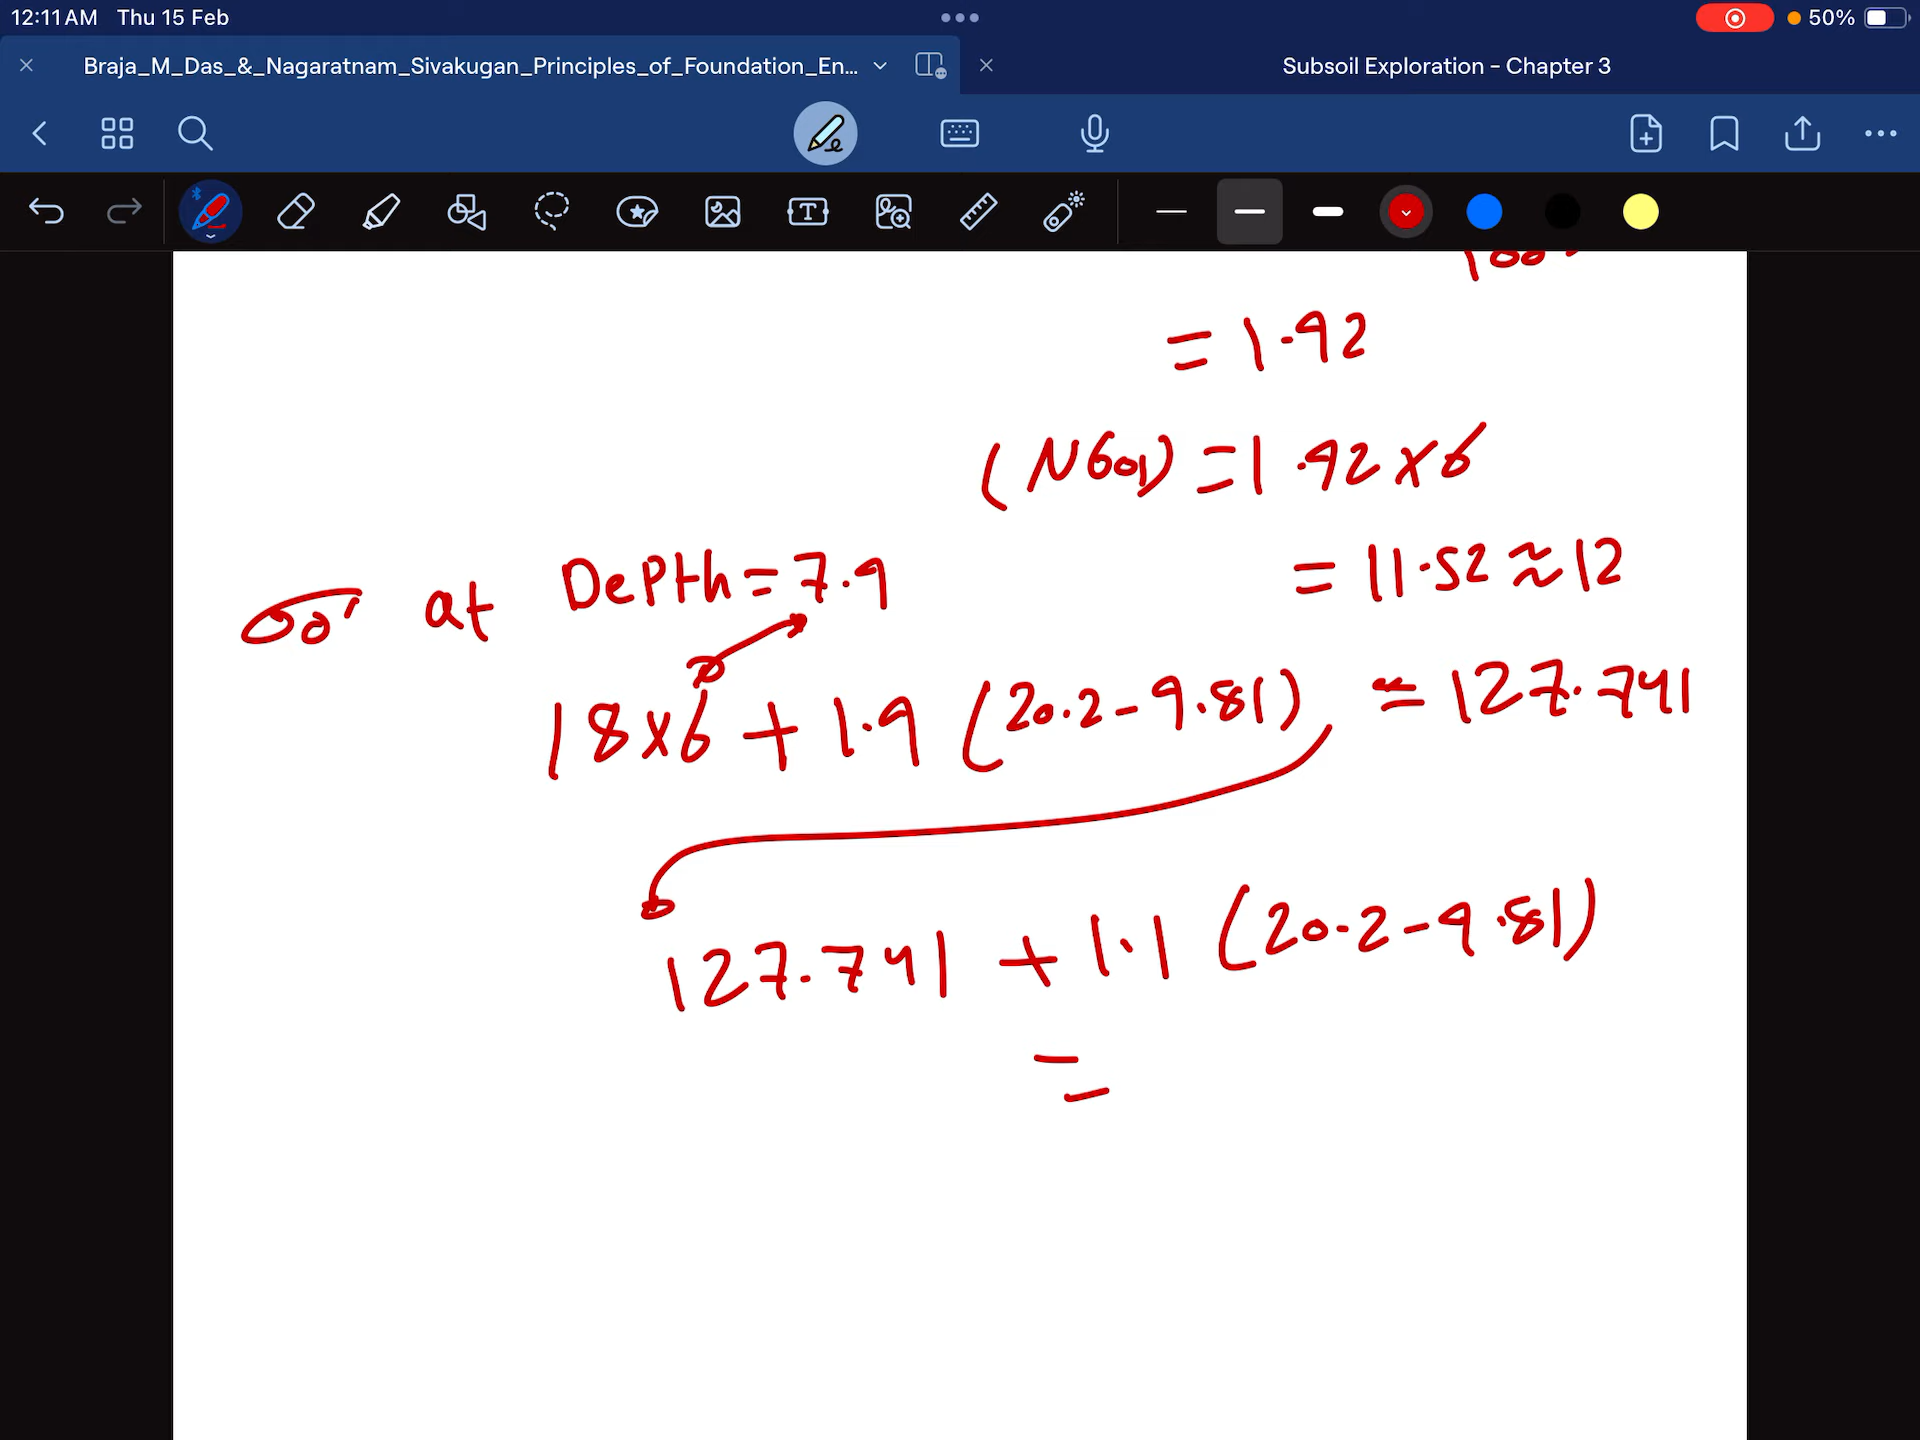 12:11 AM Thu 15 Feb
50%
Braja_M_Das_&_Nagaratnam_Sivakugan_Principles_of_Foundation_En...
Subsoil Exploration - Chapter 3
= 1.92
(N60)1) = 1.92 x 6
= 11.52 ≈ 12
σo' at DePth = 7.9
18x6 + 1.9 (20.2 - 9.81) = 127.741
127.741 + 1.1 (20.2 - 9.81)
=